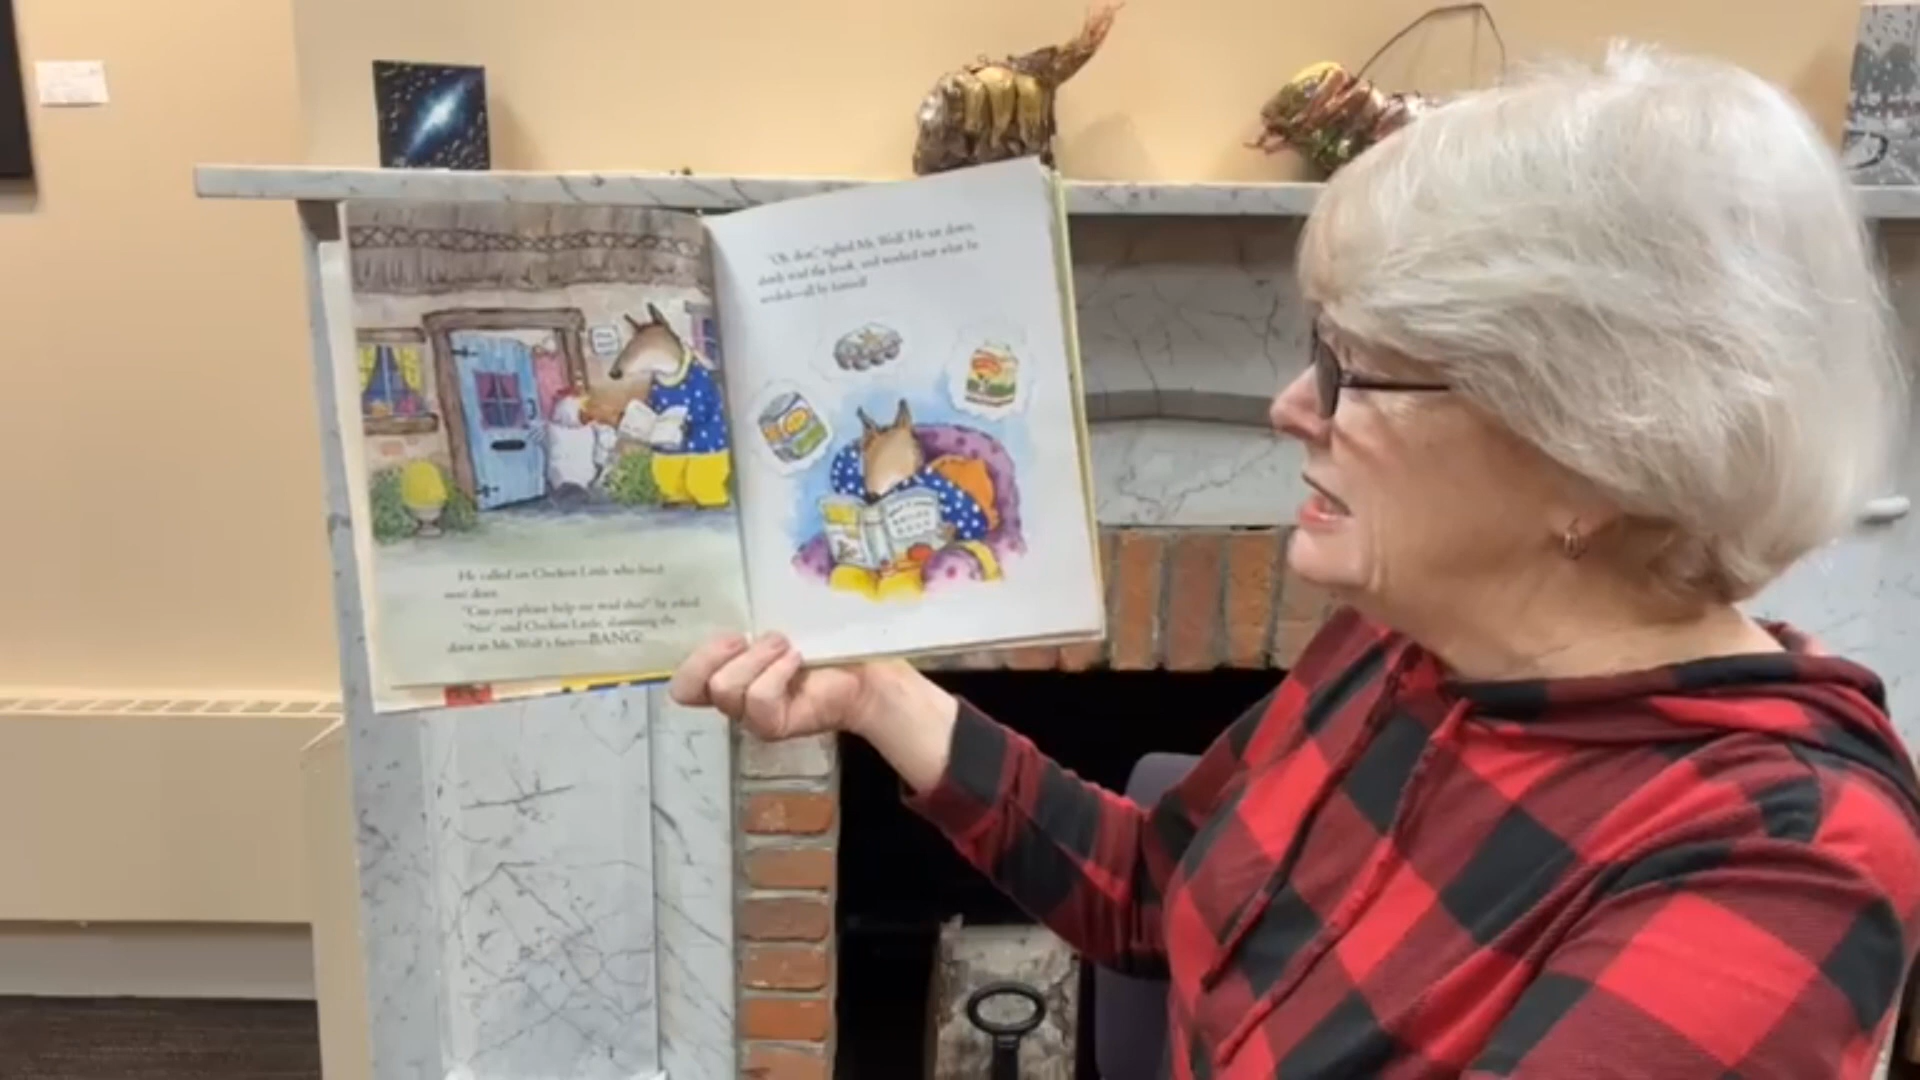 He called on Chicken Little who lived
next door.
"Can you please help me read this?" he asked.
"No!" said Chicken Little, slamming the
door in Mr. Wolf's face—BANG!
"Oh, dear," sighed Mr. Wolf. He sat down,
slowly read the book, and worked out what he
needed—all by himself!